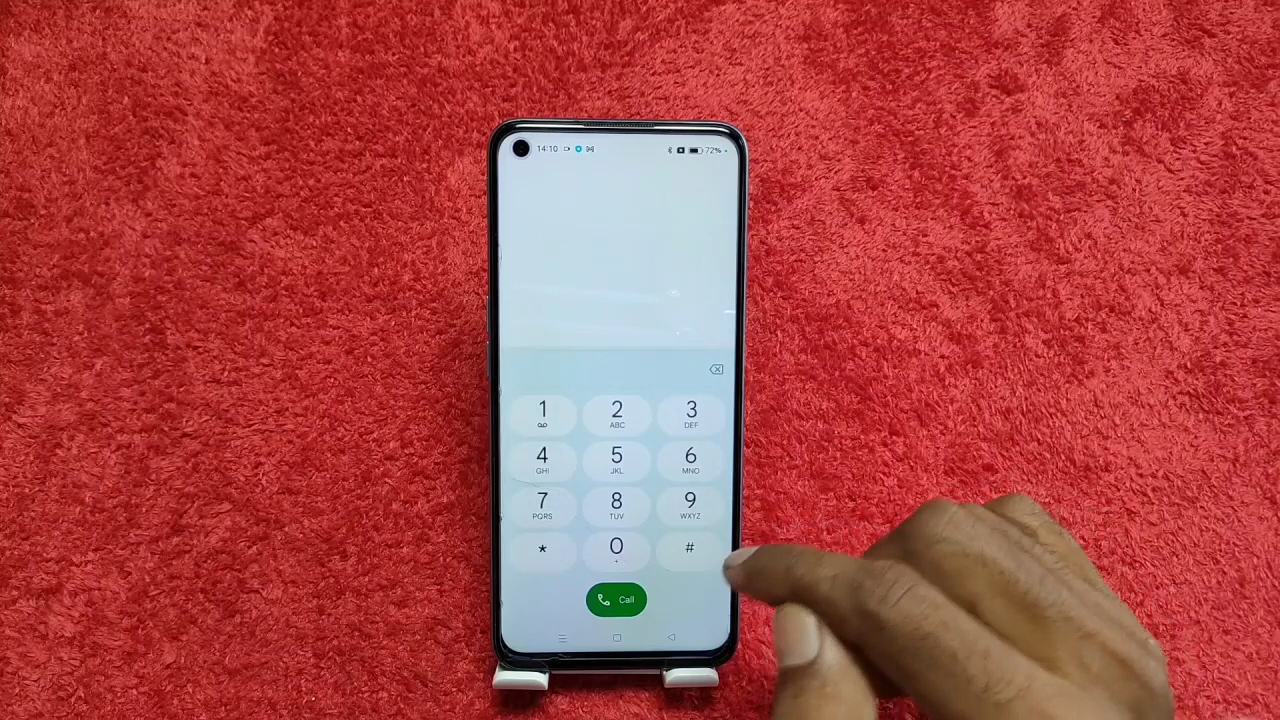 14:10 72%
1 2 3
ABC DEF
4 5 6
GHI JKL MNO
7 8 9
PQRS TUV WXYZ
* 0 #
+
Call